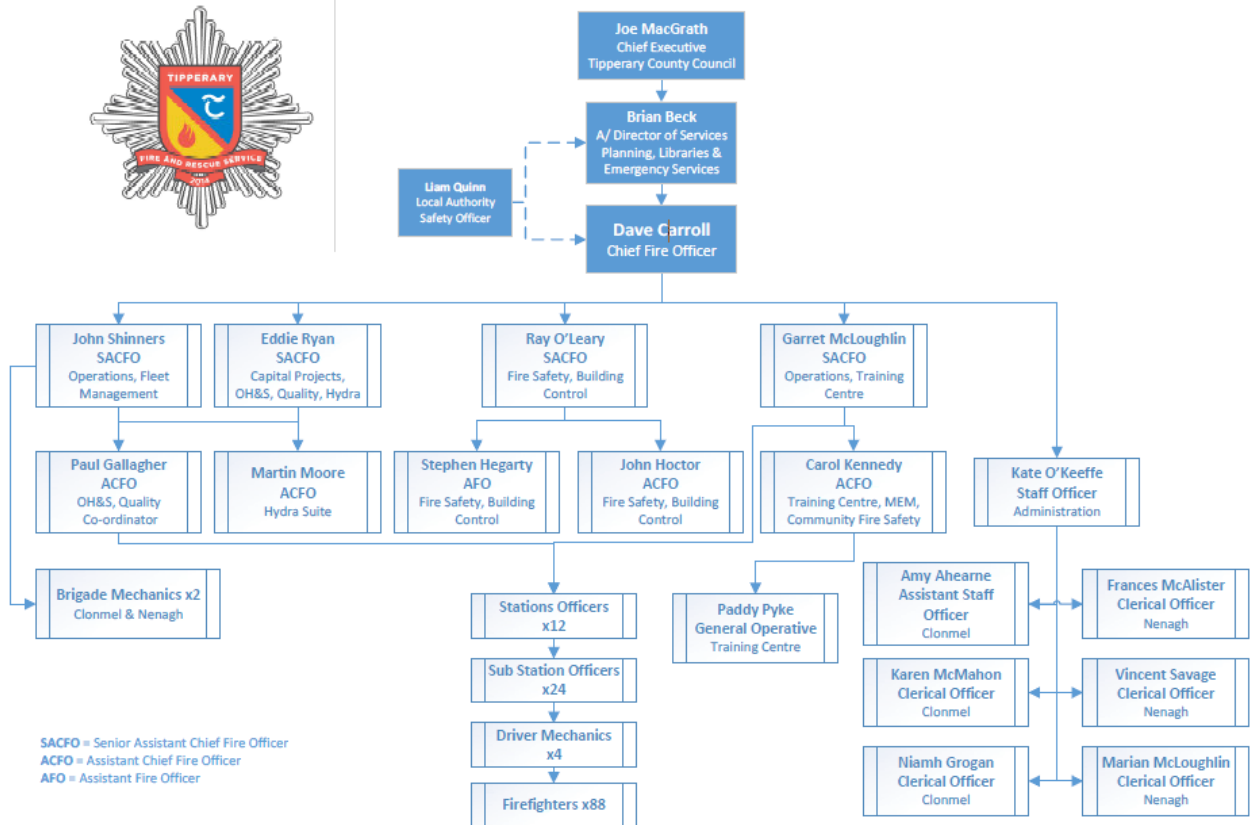 TIPPERARY
FIRE AND RESCUE SERVICE
2014
Joe MacGrath
Chief Executive
Tipperary County Council
Brian Beck
A/ Director of Services
Planning, Libraries &
Emergency Services
Liam Quinn
Local Authority
Safety Officer
Dave Carroll
Chief Fire Officer
John Shinners
SACFO
Operations, Fleet
Management
Eddie Ryan
SACFO
Capital Projects,
OH&S, Quality, Hydra
Ray O'Leary
SACFO
Fire Safety, Building
Control
Garret McLoughlin
SACFO
Operations, Training
Centre
Paul Gallagher
ACFO
OH&S, Quality
Co-ordinator
Martin Moore
ACFO
Hydra Suite
Stephen Hegarty
AFO
Fire Safety, Building
Control
John Hoctor
ACFO
Fire Safety, Building
Control
Carol Kennedy
ACFO
Training Centre, MEM,
Community Fire Safety
Kate O'Keeffe
Staff Officer
Administration
Brigade Mechanics x2
Clonmel & Nenagh
Stations Officers
x12
Paddy Pyke
General Operative
Training Centre
Amy Ahearne
Assistant Staff
Officer
Clonmel
Frances McAlister
Clerical Officer
Nenagh
Sub Station Officers
x24
Karen McMahon
Clerical Officer
Clonmel
Vincent Savage
Clerical Officer
Nenagh
Driver Mechanics
x4
Niamh Grogan
Clerical Officer
Clonmel
Marian McLoughlin
Clerical Officer
Nenagh
Firefighters x88
SACFO = Senior Assistant Chief Fire Officer
ACFO = Assistant Chief Fire Officer
AFO = Assistant Fire Officer